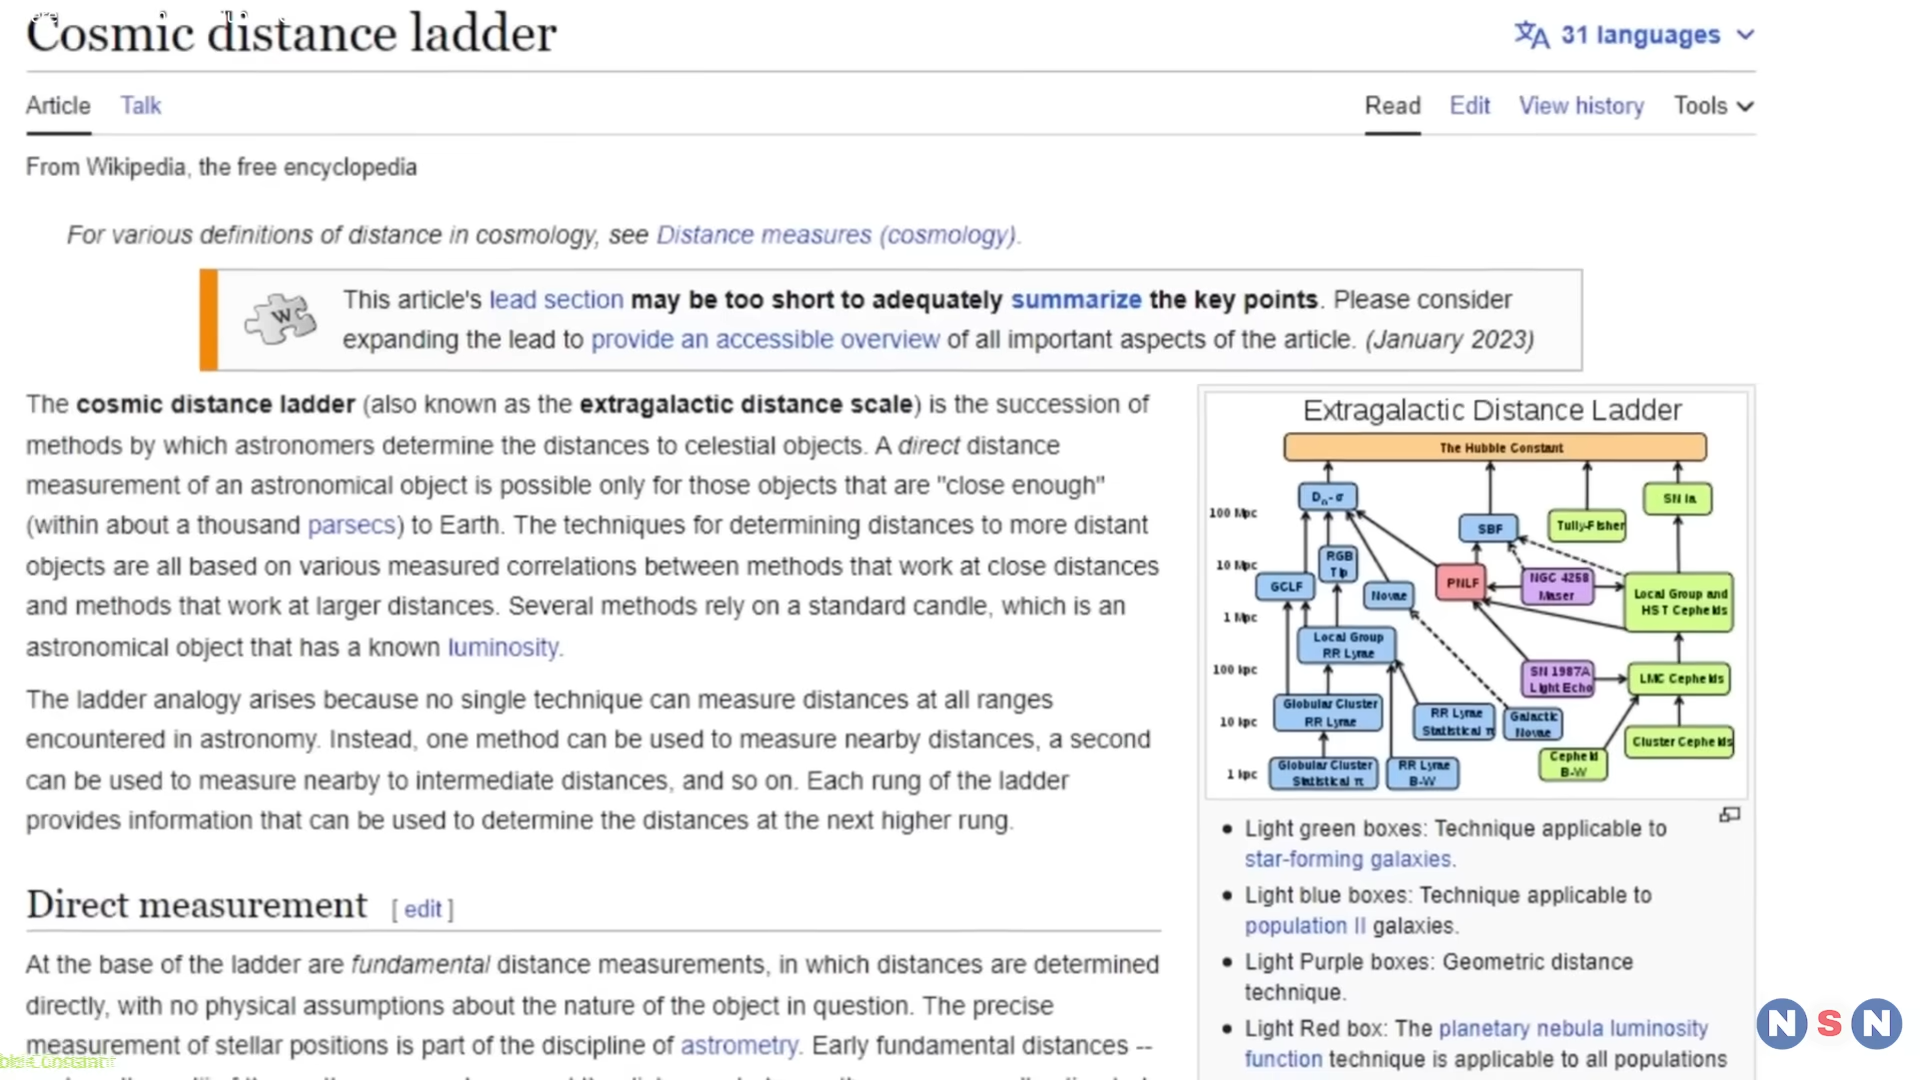 Cosmic distance ladder
31 languages
Article Talk
Read Edit View history Tools
From Wikipedia, the free encyclopedia
For various definitions of distance in cosmology, see Distance measures (cosmology).
This article's lead section may be too short to adequately summarize the key points. Please consider
expanding the lead to provide an accessible overview of all important aspects of the article. (January 2023)
The cosmic distance ladder (also known as the extragalactic distance scale) is the succession of
methods by which astronomers determine the distances to celestial objects. A direct distance
measurement of an astronomical object is possible only for those objects that are "close enough"
(within about a thousand parsecs) to Earth. The techniques for determining distances to more distant
objects are all based on various measured correlations between methods that work at close distances
and methods that work at larger distances. Several methods rely on a standard candle, which is an
astronomical object that has a known luminosity.
The ladder analogy arises because no single technique can measure distances at all ranges
encountered in astronomy. Instead, one method can be used to measure nearby distances, a second
can be used to measure nearby to intermediate distances, and so on. Each rung of the ladder
provides information that can be used to determine the distances at the next higher rung.
Direct measurement [ edit ]
At the base of the ladder are fundamental distance measurements, in which distances are determined
directly, with no physical assumptions about the nature of the object in question. The precise
measurement of stellar positions is part of the discipline of astrometry. Early fundamental distances --
Extragalactic Distance Ladder
The Hubble Constant
Dn-σ
SN Ia
100 Mpc
SBF
Tully-Fisher
RGB
Tip
10 Mpc
GCLF
Novae
PNLF
NGC 4258
Maser
Local Group and
HST Cepheids
1 Mpc
Local Group
RR Lyrae
100 kpc
SN 1987A
Light Echo
LMC Cepheids
Globular Cluster
RR Lyrae
10 kpc
RR Lyrae
Statistical π
Galactic
Novae
Cluster Cepheids
Cepheid
B-W
1 kpc
Globular Cluster
Statistical π
RR Lyrae
B-W
Light green boxes: Technique applicable to
star-forming galaxies.
Light blue boxes: Technique applicable to
population II galaxies.
Light Purple boxes: Geometric distance
technique.
Light Red box: The planetary nebula luminosity
function technique is applicable to all populations
N S N